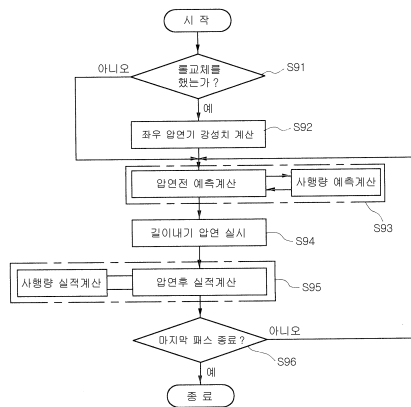 시 작
아니오
롤교체를
했는가?
S91
예
좌우 압연기 강성치 계산
S92
압연전 예측계산
사행량 예측계산
S93
길이내기 압연 실시
S94
사행량 실적계산
압연후 실적계산
S95
마지막 패스 종료?
아니오
S96
예
종 료